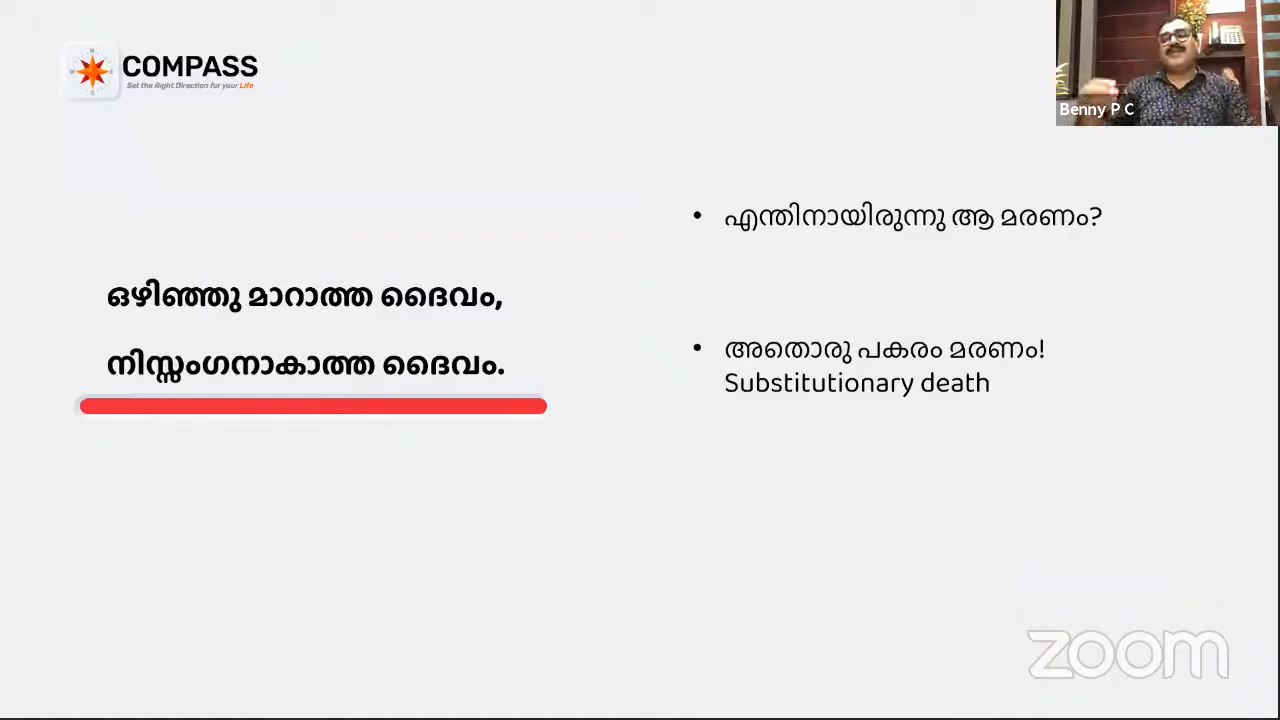 COMPASS
Set the Right Direction for your Life
Benny P C
ഒഴിഞ്ഞു മാറാത്ത ദൈവം,
നിസ്സംഗനാകാത്ത ദൈവം.
• എന്തിനായിരുന്നു ആ മരണം?
• അതൊരു പകരം മരണം!
Substitutionary death
zoom